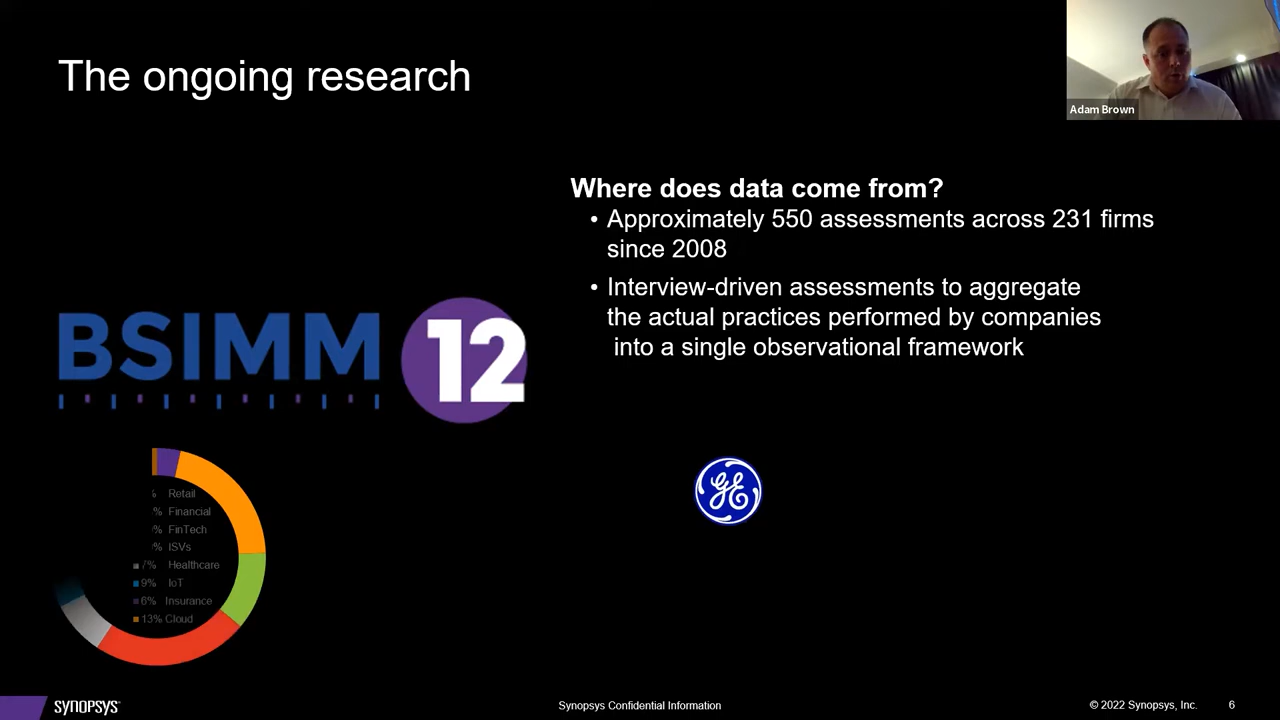 The ongoing research
Adam Brown
Where does data come from?
• Approximately 550 assessments across 231 firms
since 2008
• Interview-driven assessments to aggregate
the actual practices performed by companies
into a single observational framework
BSIMM 12
GE
% Retail
% Financial
% FinTech
% ISVs
7% Healthcare
9% IoT
6% Insurance
13% Cloud
SYNOPSYS
Synopsys Confidential Information
© 2022 Synopsys, Inc.
6